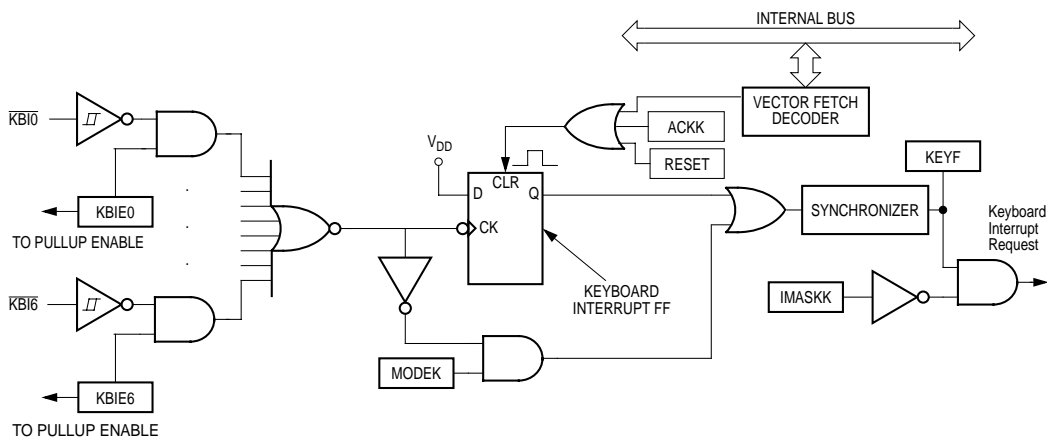 INTERNAL BUS
VECTOR FETCH
DECODER
ACKK
RESET
KBI0
KBIE0
TO PULLUP ENABLE
KBI6
KBIE6
TO PULLUP ENABLE
VDD
CLR
D
Q
CK
KEYBOARD
INTERRUPT FF
MODEK
SYNCHRONIZER
KEYF
IMASKK
Keyboard
Interrupt
Request